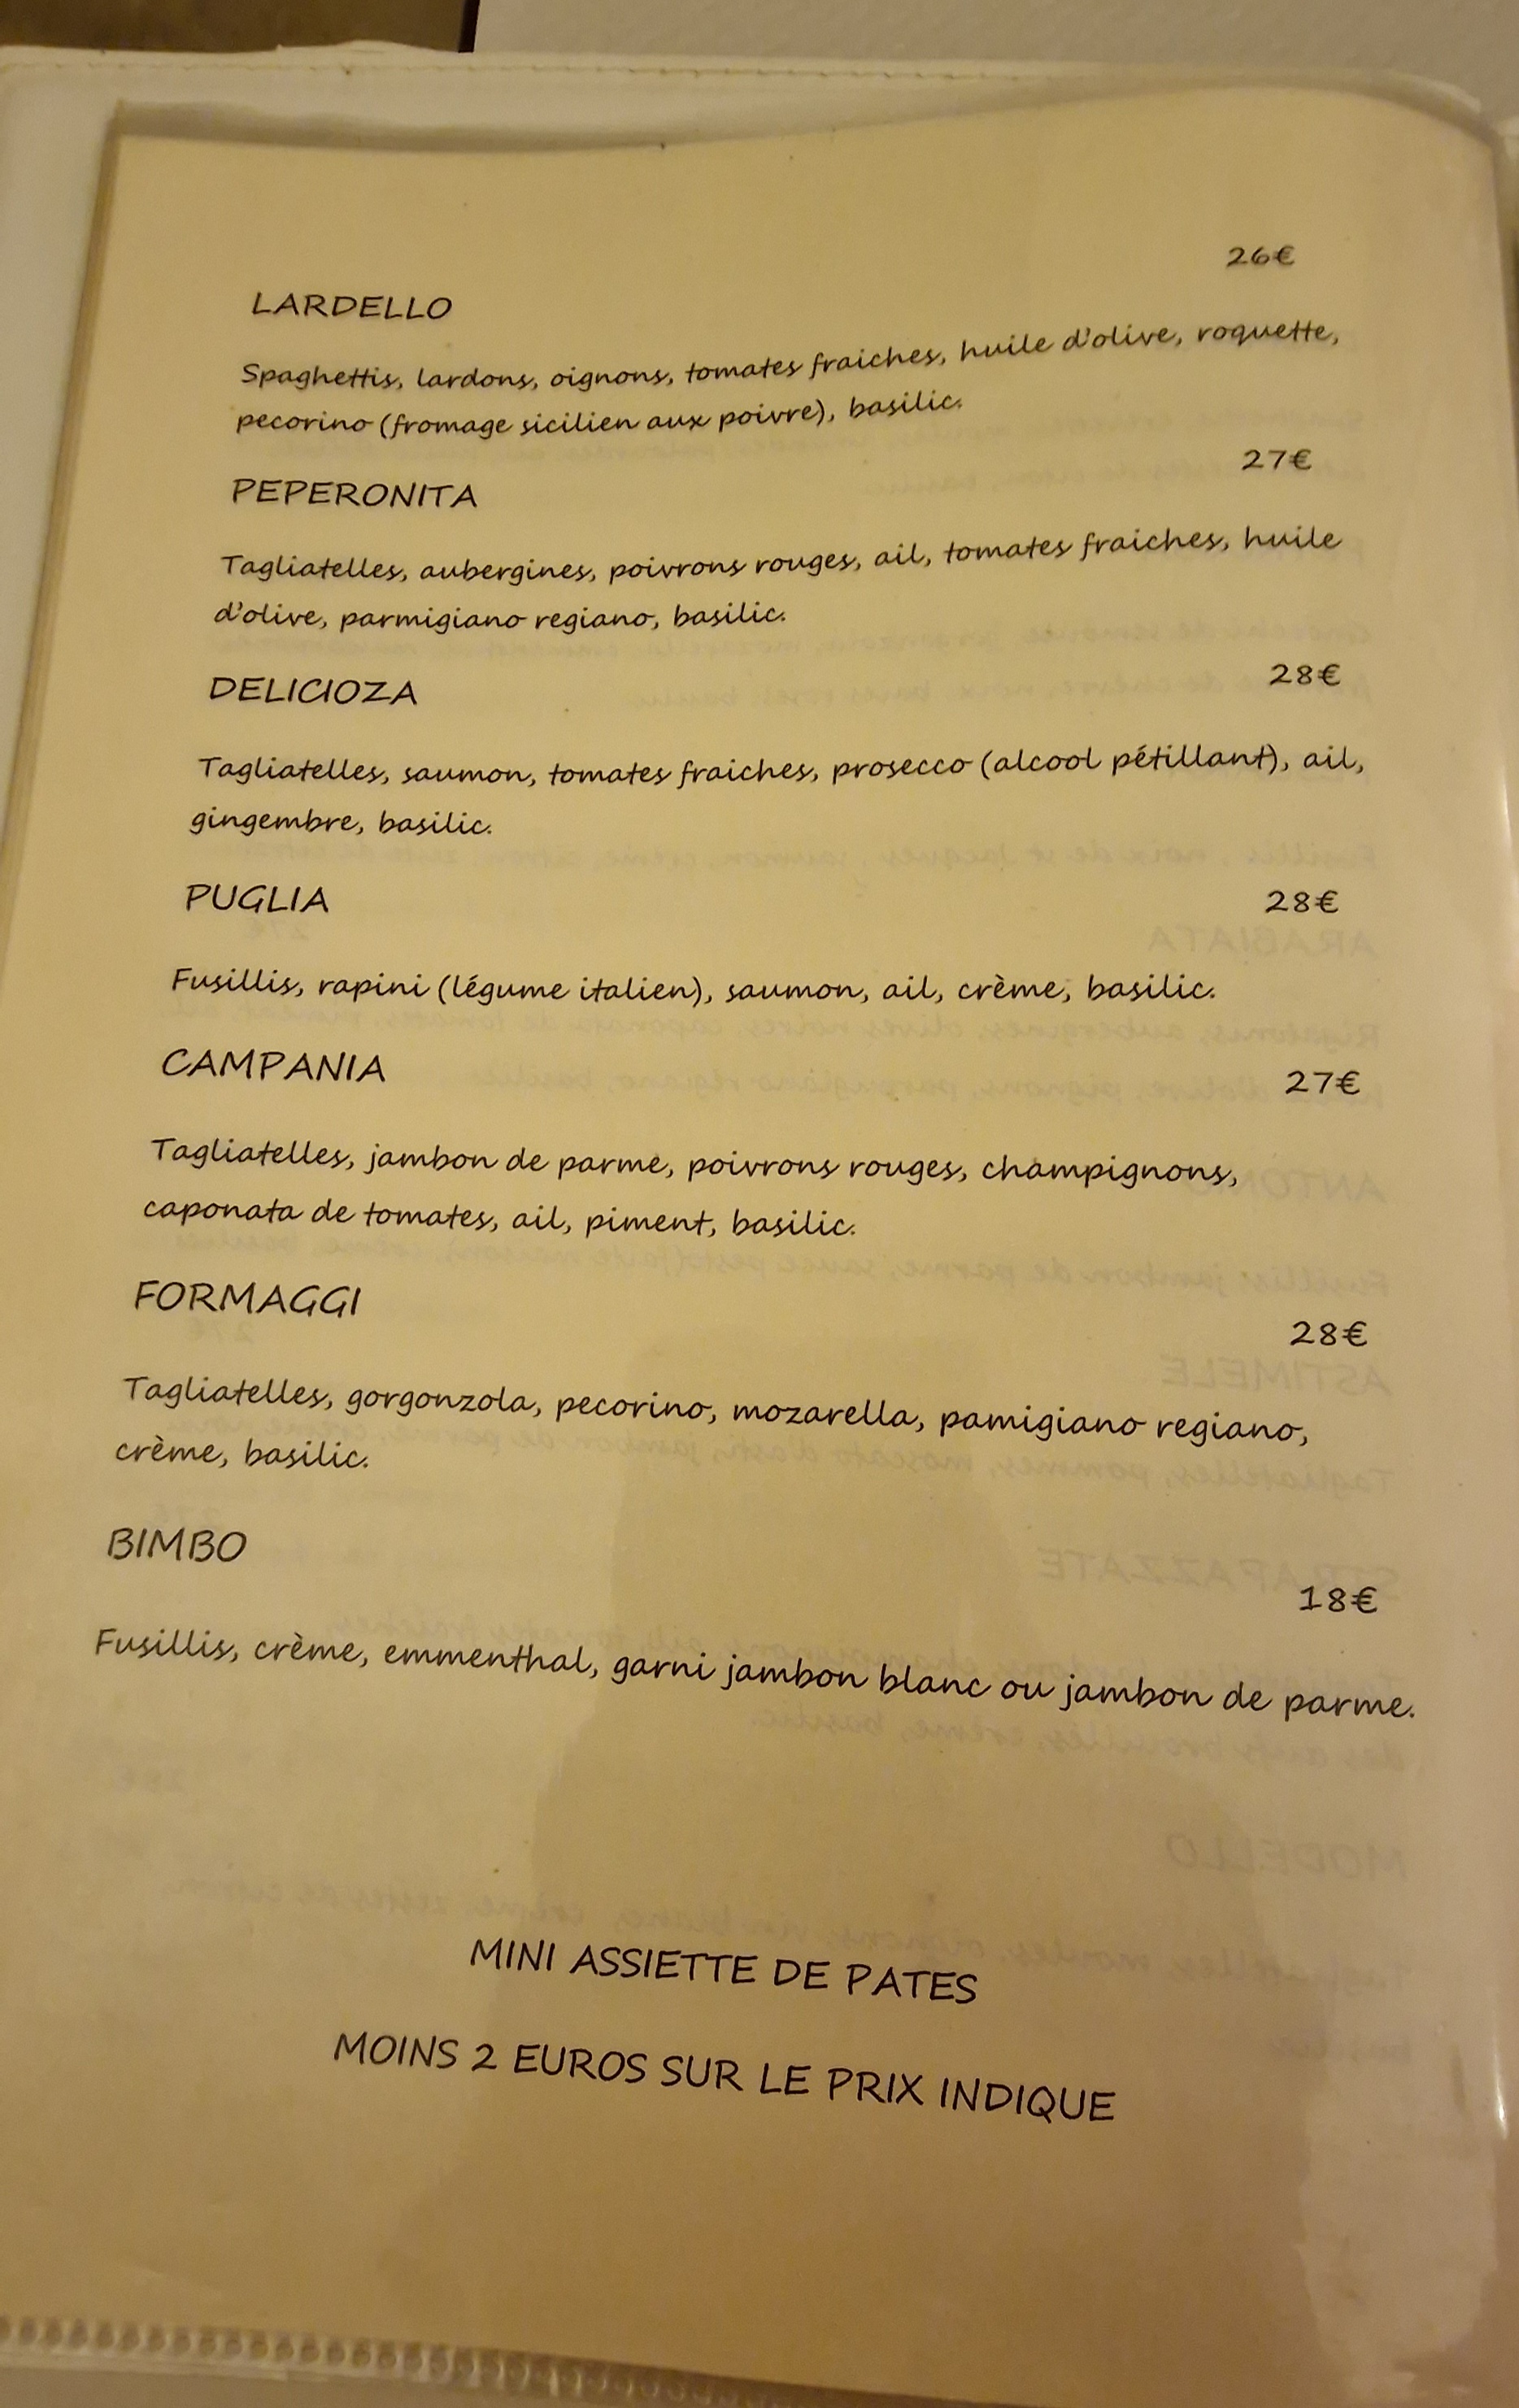 26€
LARDELLO
Spaghettis, lardons, oignons, tomates fraiches, huile d'olive, roquette,
pecorino (fromage sicilien aux poivre), basilic.
27€
PEPERONITA
Tagliatelles, aubergines, poivrons rouges, ail, tomates fraiches, huile
d'olive, parmigiano regiano, basilic.
DELICIOZA 28€
Tagliatelles, saumon, tomates fraiches, prosecco (alcool pétillant), ail,
gingembre, basilic.
PUGLIA 28€
Fusillis, rapini (légume italien), saumon, ail, crème, basilic.
CAMPANIA 27€
Tagliatelles, jambon de parme, poivrons rouges, champignons,
caponata de tomates, ail, piment, basilic.
FORMAGGI
28€
Tagliatelles, gorgonzola, pecorino, mozarella, pamigiano regiano,
crème, basilic.
BIMBO
18€
Fusillis, crème, emmenthal, garni jambon blanc ou jambon de parme.
MINI ASSIETTE DE PATES
MOINS 2 EUROS SUR LE PRIX INDIQUE